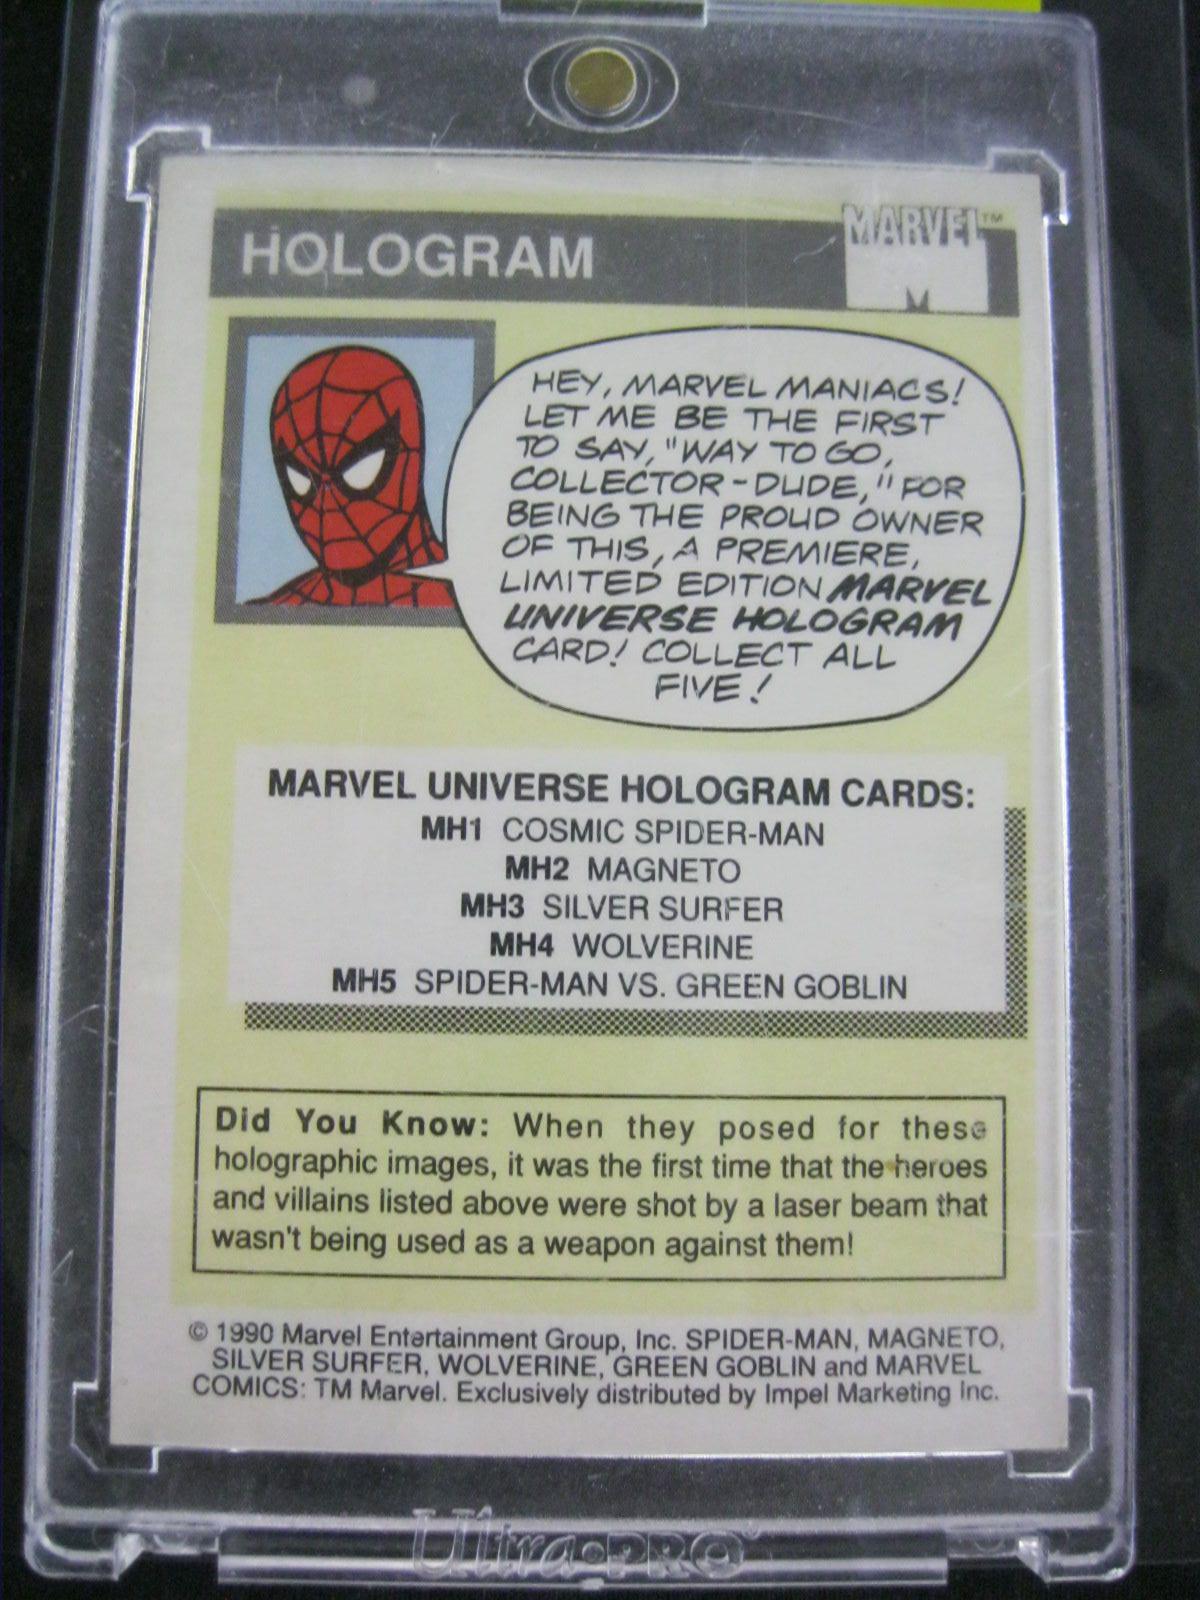 HOLOGRAM
MARVEL™
M
HEY, MARVEL MANIACS!
LET ME BE THE FIRST
TO SAY, "WAY TO GO,
COLLECTOR-DUDE," FOR
BEING THE PROUD OWNER
OF THIS, A PREMIERE,
LIMITED EDITION MARVEL
UNIVERSE HOLOGRAM
CARD! COLLECT ALL
FIVE!
MARVEL UNIVERSE HOLOGRAM CARDS:
MH1 COSMIC SPIDER-MAN
MH2 MAGNETO
MH3 SILVER SURFER
MH4 WOLVERINE
MH5 SPIDER-MAN VS. GREEN GOBLIN
Did You Know: When they posed for these
holographic images, it was the first time that the heroes
and villains listed above were shot by a laser beam that
wasn't being used as a weapon against them!
© 1990 Marvel Entertainment Group, Inc. SPIDER-MAN, MAGNETO,
SILVER SURFER, WOLVERINE, GREEN GOBLIN and MARVEL
COMICS: TM Marvel. Exclusively distributed by Impel Marketing Inc.
Ultra•PRO®